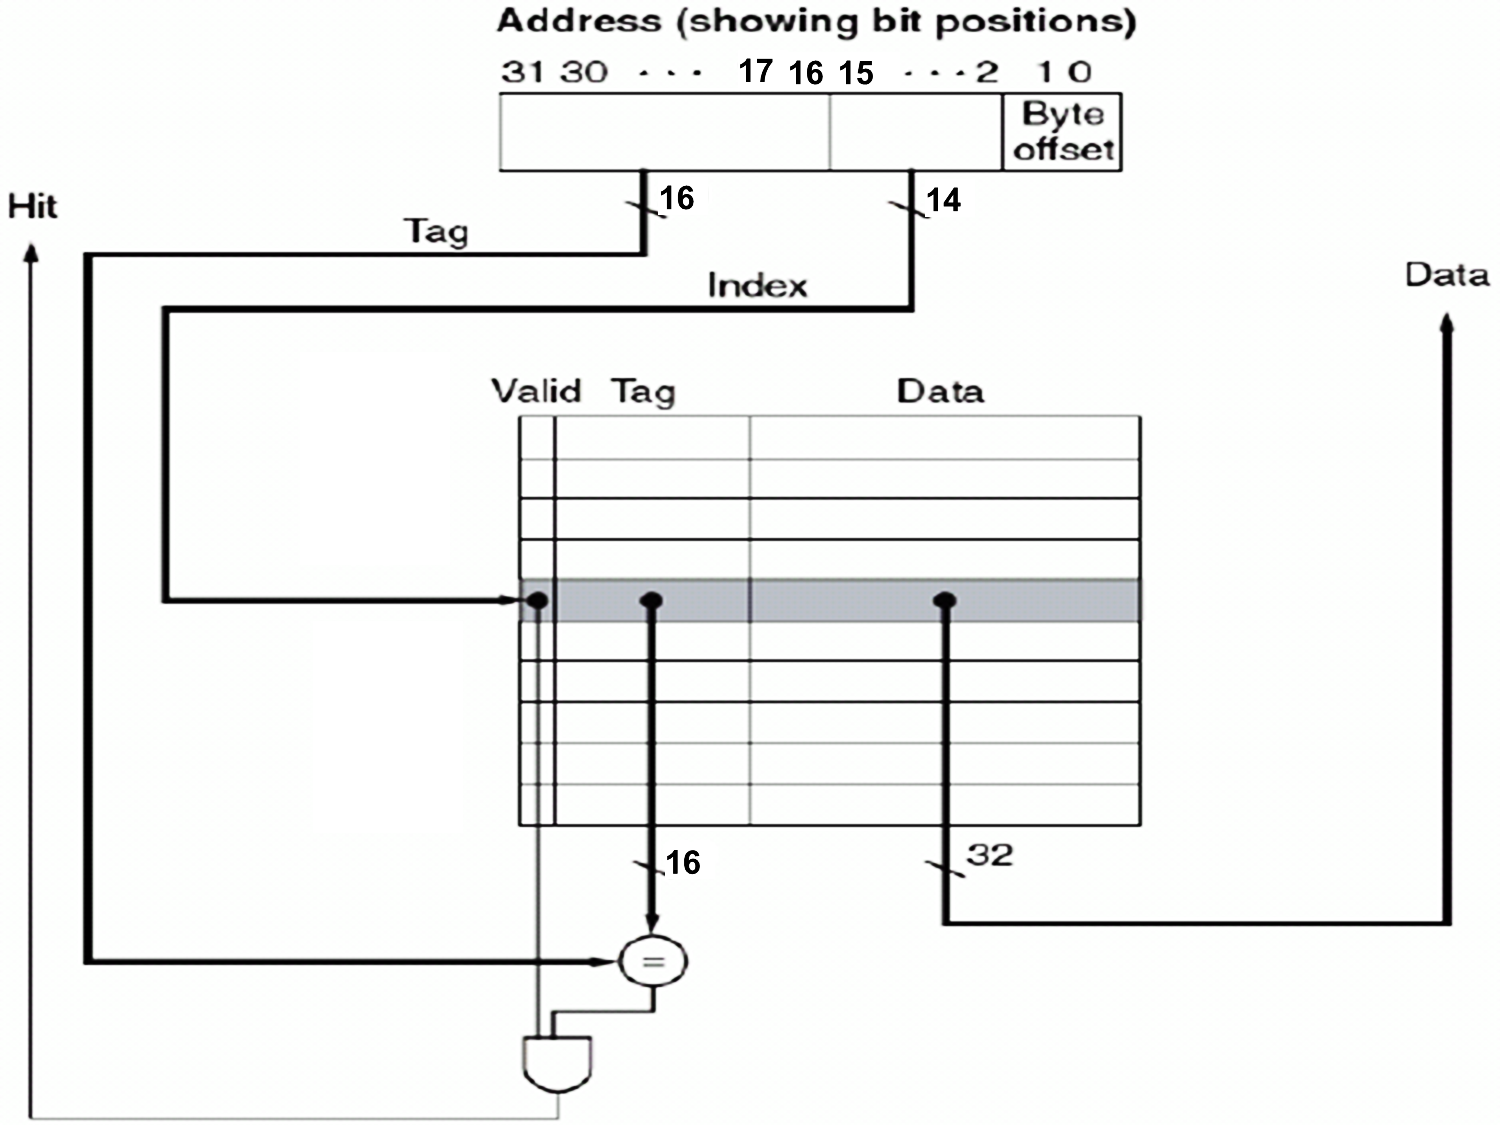 Address (showing bit positions)
31 30 · · · 17 16 15 · · · 2 1 0
Byte
offset
16
14
Hit
Tag
Index
Data
Valid Tag Data
16
32
=